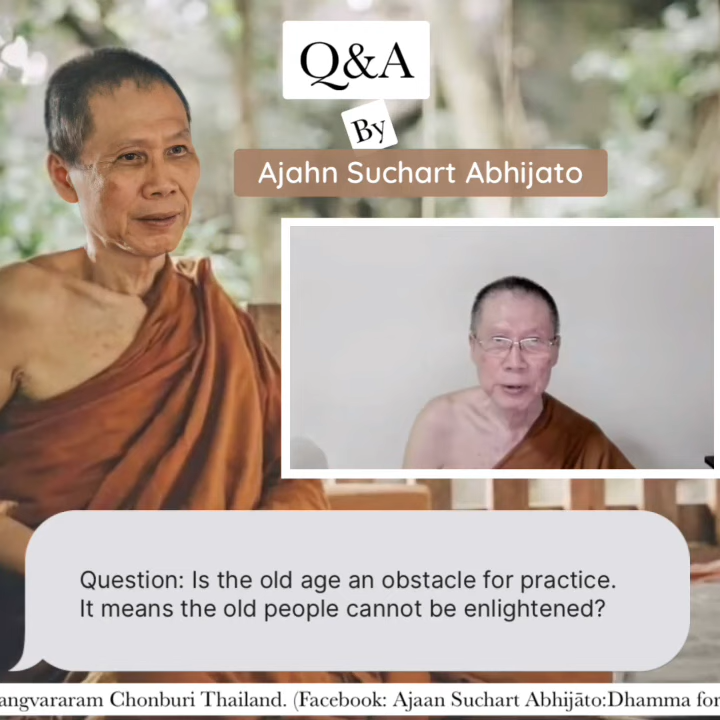 Q&A
By
Ajahn Suchart Abhijato
Question: Is the old age an obstacle for practice.
It means the old people cannot be enlightened?
angvararam Chonburi Thailand. (Facebook: Ajaan Suchart Abhijāto:Dhamma for